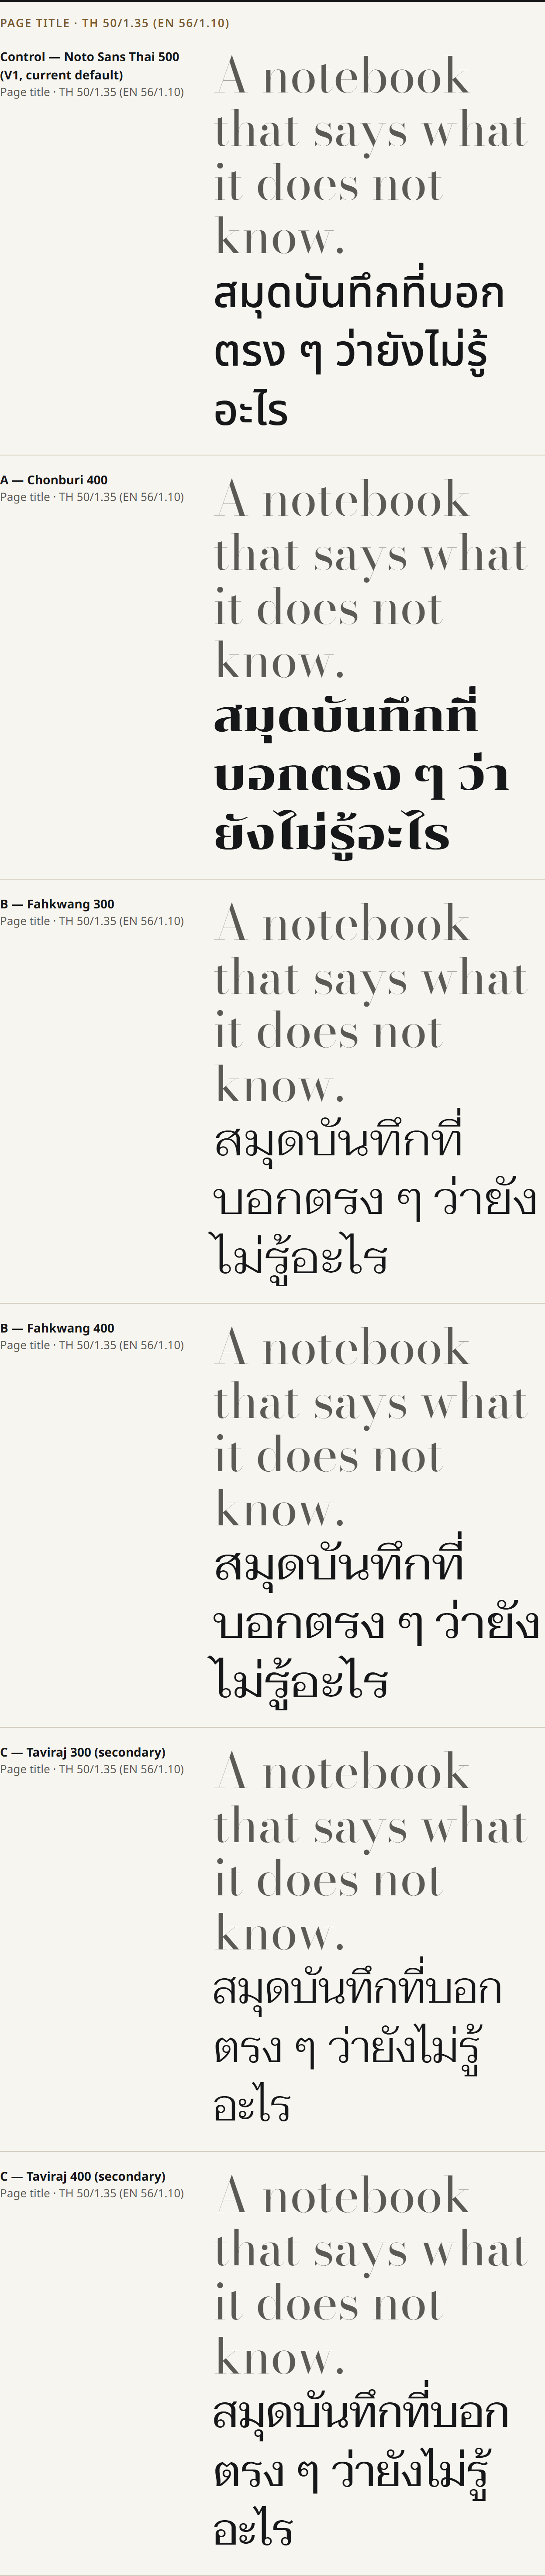 PAGE TITLE · TH 50/1.35 (EN 56/1.10)
Control — Noto Sans Thai 500
(V1, current default)
Page title · TH 50/1.35 (EN 56/1.10)
A notebook
that says what
it does not
know.
สมุดบันทึกที่บอก
ตรง ๆ ว่ายังไม่รู้
อะไร
A — Chonburi 400
Page title · TH 50/1.35 (EN 56/1.10)
A notebook
that says what
it does not
know.
สมุดบันทึกที่
บอกตรง ๆ ว่า
ยังไม่รู้อะไร
B — Fahkwang 300
Page title · TH 50/1.35 (EN 56/1.10)
A notebook
that says what
it does not
know.
สมุดบันทึกที่
บอกตรง ๆ ว่ายัง
ไม่รู้อะไร
B — Fahkwang 400
Page title · TH 50/1.35 (EN 56/1.10)
A notebook
that says what
it does not
know.
สมุดบันทึกที่
บอกตรง ๆ ว่ายัง
ไม่รู้อะไร
C — Taviraj 300 (secondary)
Page title · TH 50/1.35 (EN 56/1.10)
A notebook
that says what
it does not
know.
สมุดบันทึกที่บอก
ตรง ๆ ว่ายังไม่รู้
อะไร
C — Taviraj 400 (secondary)
Page title · TH 50/1.35 (EN 56/1.10)
A notebook
that says what
it does not
know.
สมุดบันทึกที่บอก
ตรง ๆ ว่ายังไม่รู้
อะไร